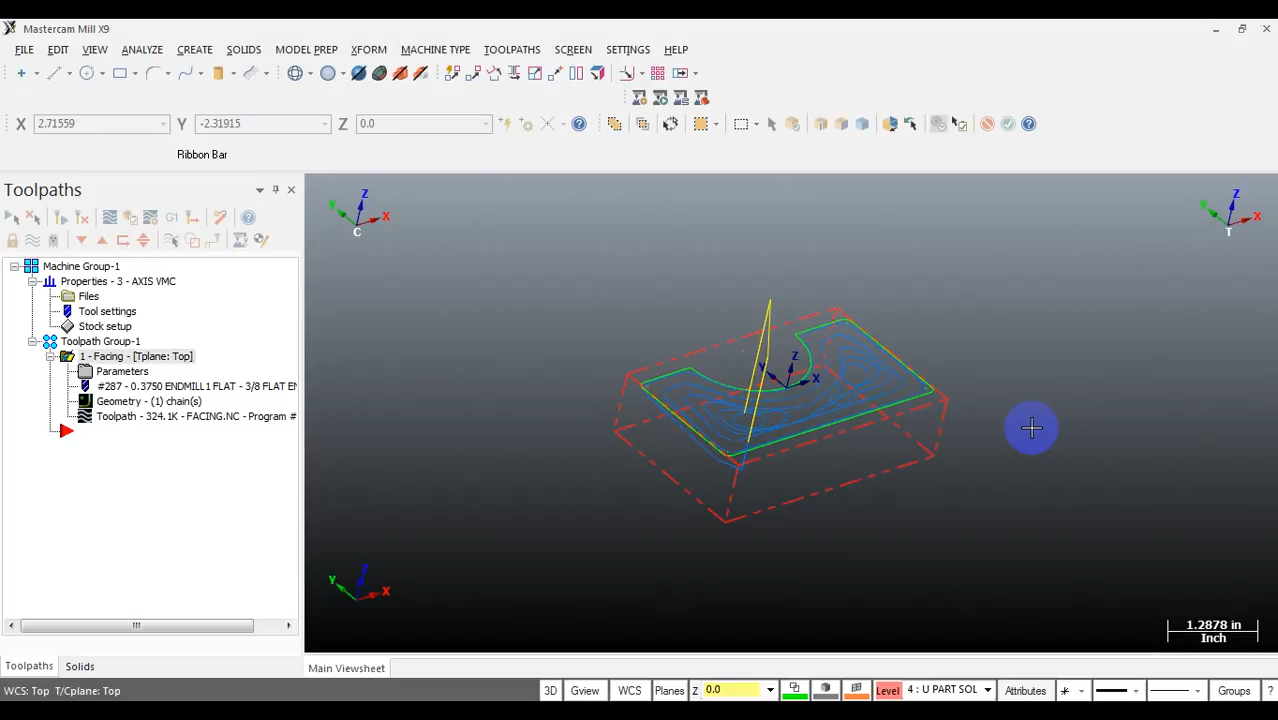 Mastercam Mill X9
FILE EDIT VIEW ANALYZE CREATE SOLIDS MODEL PREP XFORM MACHINE TYPE TOOLPATHS SCREEN SETTINGS HELP
X 2.71559 Y -2.31915 Z 0.0
Ribbon Bar
Toolpaths
G1
Machine Group-1
Properties - 3 - AXIS VMC
Files
Tool settings
Stock setup
Toolpath Group-1
1 - Facing - [Tplane: Top]
Parameters
#287 - 0.3750 ENDMILL1 FLAT - 3/8 FLAT EN
Geometry - (1) chain(s)
Toolpath - 324.1K - FACING.NC - Program #
Z
Y X
C
Z
Y X
T
Z
Y X
Z
Y X
1.2878 in
Inch
Toolpaths Solids
Main Viewsheet
WCS: Top T/Cplane: Top 3D Gview WCS Planes Z 0.0 Level 4 : U PART SOL Attributes Groups ?